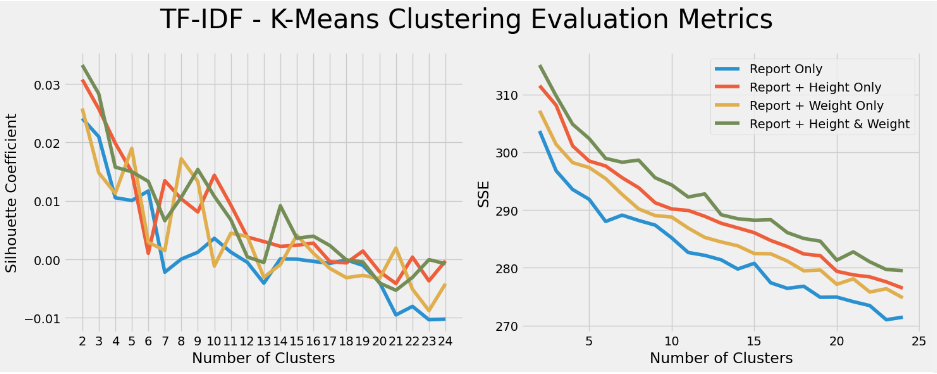 TF-IDF - K-Means Clustering Evaluation Metrics
Silhouette Coefficient
0.03
0.02
0.01
0.00
−0.01
2 3 4 5 6 7 8 9 10 11 12 13 14 15 16 17 18 19 20 21 22 23 24
Number of Clusters
SSE
310
300
290
280
270
5 10 15 20 25
Number of Clusters
Report Only
Report + Height Only
Report + Weight Only
Report + Height & Weight